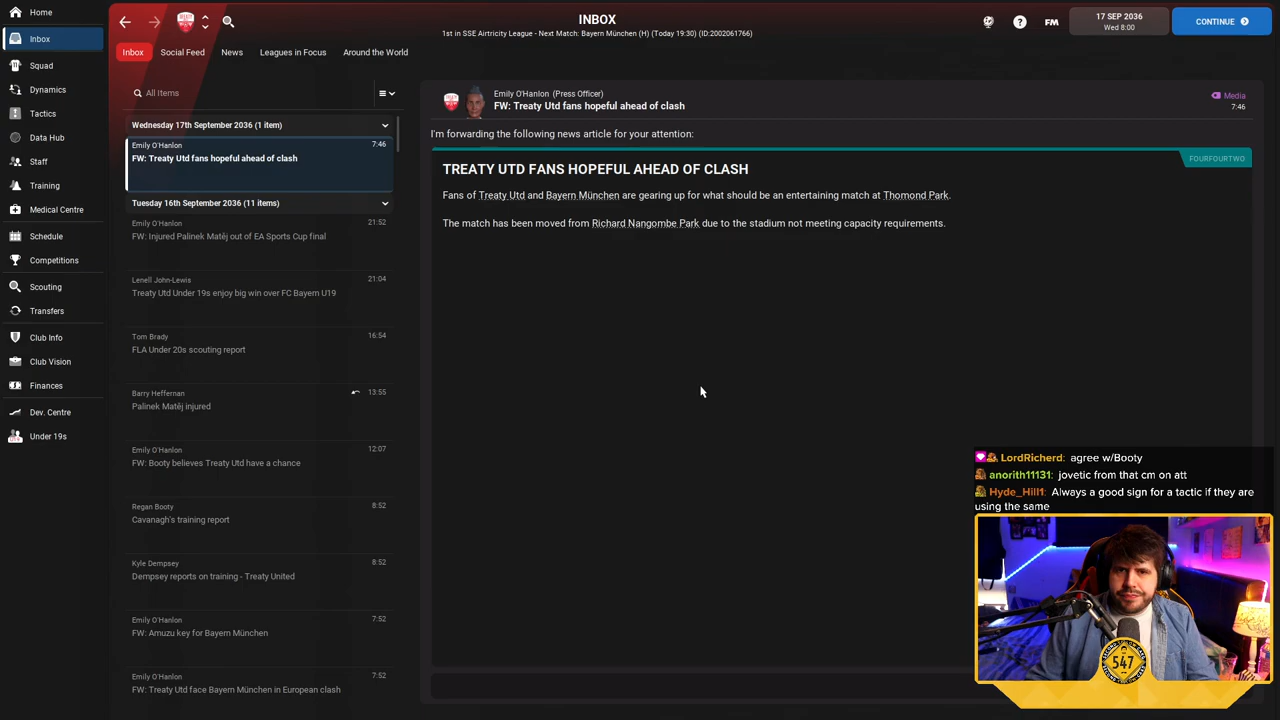 Home
Inbox
Squad
Dynamics
Tactics
Data Hub
Staff
Training
Medical Centre
Schedule
Competitions
Scouting
Transfers
Club Info
Club Vision
Finances
Dev. Centre
Under 19s
INBOX
1st in SSE Airtricity League - Next Match: Bayern München (H) (Today 19:30) (ID:2002061766)
FM
17 SEP 2036
Wed 8:00
CONTINUE
Inbox
Social Feed
News
Leagues in Focus
Around the World
All Items
Wednesday 17th September 2036 (1 item)
Emily O'Hanlon 7:46
FW: Treaty Utd fans hopeful ahead of clash
Tuesday 16th September 2036 (11 items)
Emily O'Hanlon 21:52
FW: Injured Palinek Matěj out of EA Sports Cup final
Lenell John-Lewis 21:04
Treaty Utd Under 19s enjoy big win over FC Bayern U19
Tom Brady 16:54
FLA Under 20s scouting report
Barry Heffernan 13:55
Palinek Matěj injured
Emily O'Hanlon 12:07
FW: Booty believes Treaty Utd have a chance
Regan Booty 8:52
Cavanagh's training report
Kyle Dempsey 8:52
Dempsey reports on training - Treaty United
Emily O'Hanlon 7:52
FW: Amuzu key for Bayern München
Emily O'Hanlon 7:52
FW: Treaty Utd face Bayern München in European clash
Emily O'Hanlon (Press Officer)
FW: Treaty Utd fans hopeful ahead of clash
Media
7:46
I'm forwarding the following news article for your attention:
FOURFOURTWO
TREATY UTD FANS HOPEFUL AHEAD OF CLASH
Fans of Treaty Utd and Bayern München are gearing up for what should be an entertaining match at Thomond Park.
The match has been moved from Richard Nangombe Park due to the stadium not meeting capacity requirements.
LordRicherd: agree w/Booty
anorith11131: jovetic from that cm on att
Hyde_Hill1: Always a good sign for a tactic if they are
using the same
547